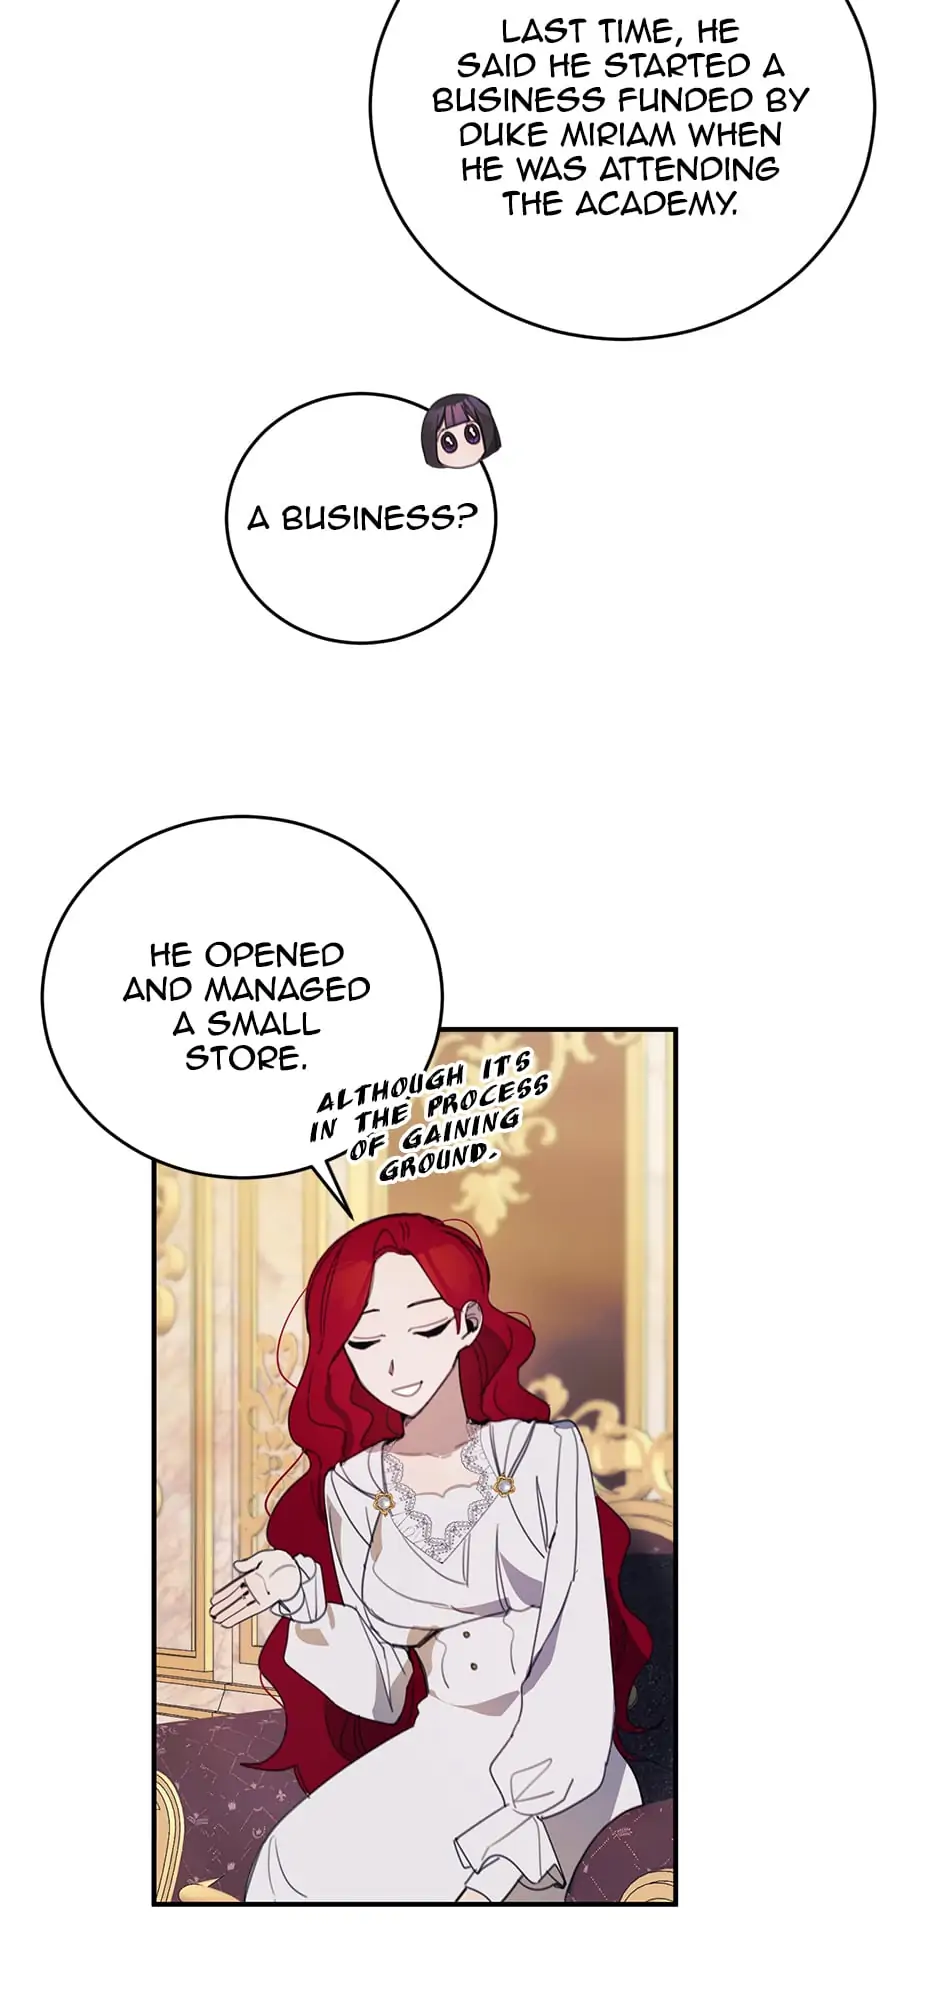 LAST TIME, HE
SAID HE STARTED A
BUSINESS FUNDED BY
DUKE MIRIAM WHEN
HE WAS ATTENDING
THE ACADEMY.
A BUSINESS?
HE OPENED
AND MANAGED
A SMALL
STORE.
ALTHOUGH IT'S
IN THE PROCESS
OF GAINING
GROUND.